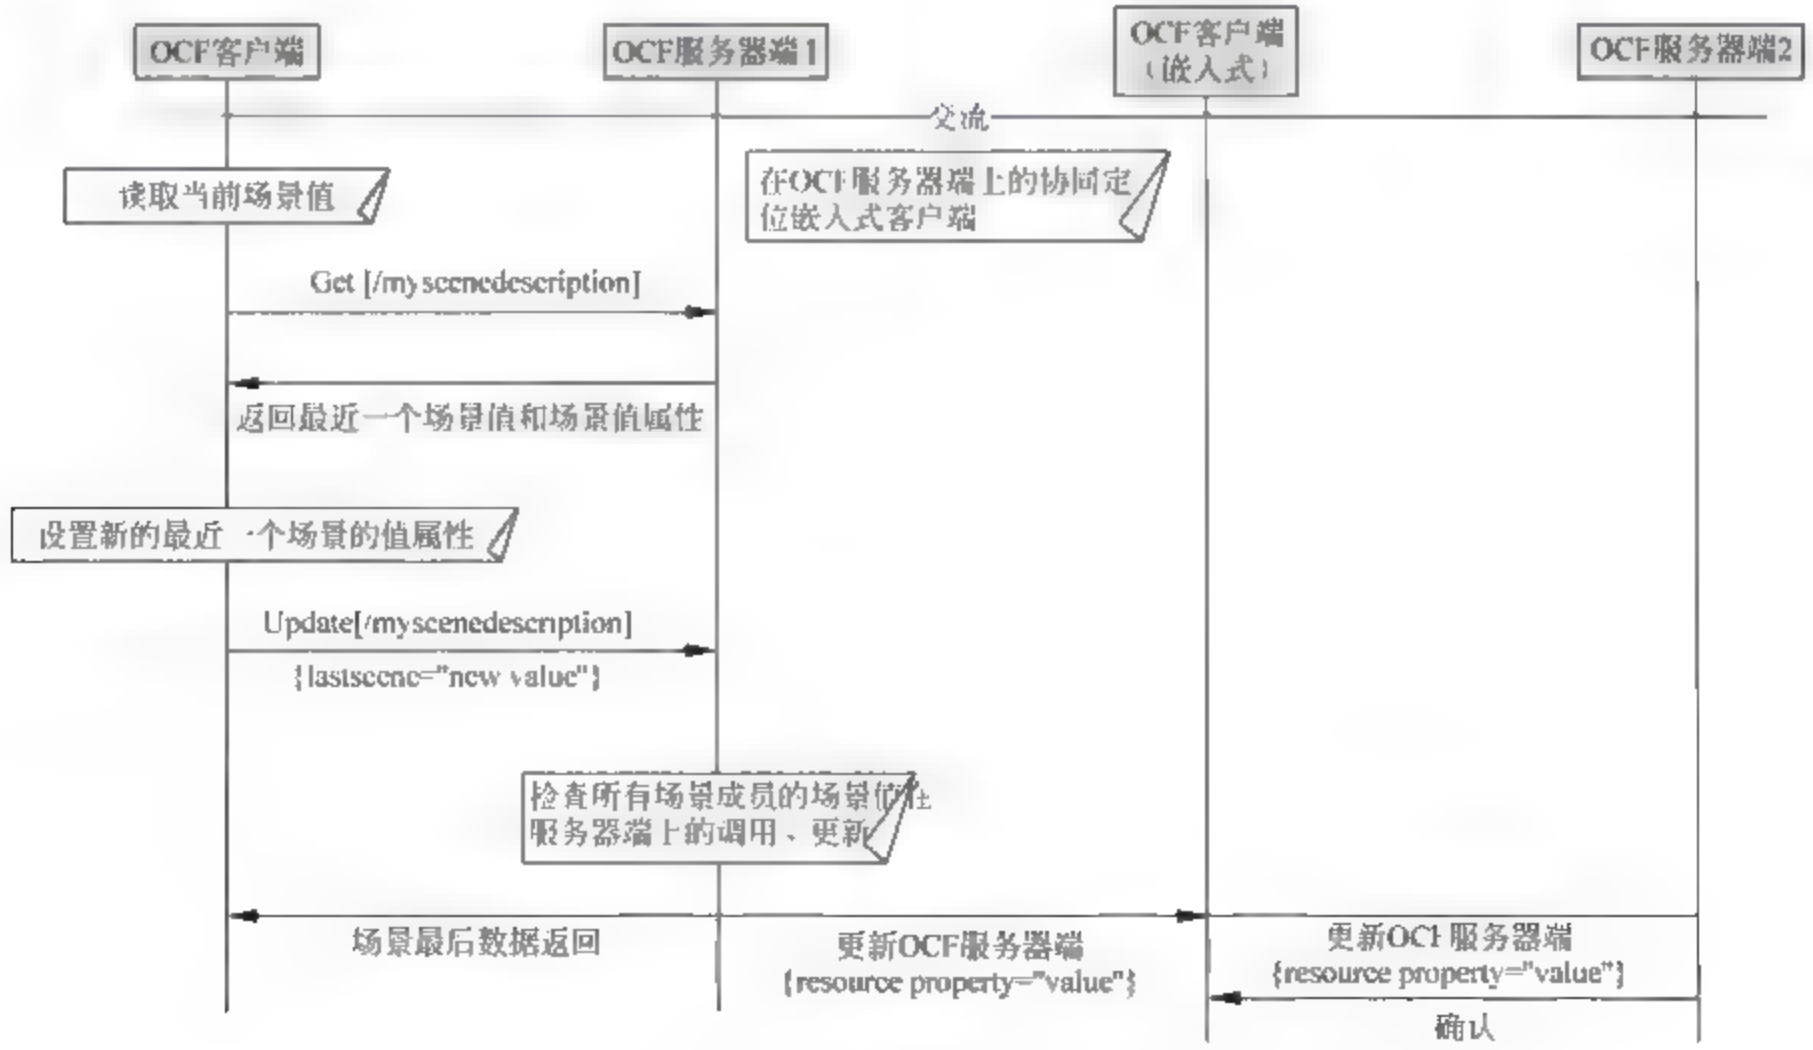 OCF客户端
OCF服务器端1
OCF客户端
（嵌入式）
OCF服务器端2
交流
读取当前场景值
在OCF服务器端上的协同定
位嵌入式客户端
Get [/myscenedescription]
返回最近一个场景值和场景值属性
设置新的最近一个场景的值属性
Update[/myscenedescription]
{lastscene="new value"}
检查所有场景成员的场景值在
服务器端上的调用、更新
场景最后数据返回
更新OCF服务器端
{resource property="value"}
更新OCF服务器端
{resource property="value"}
确认